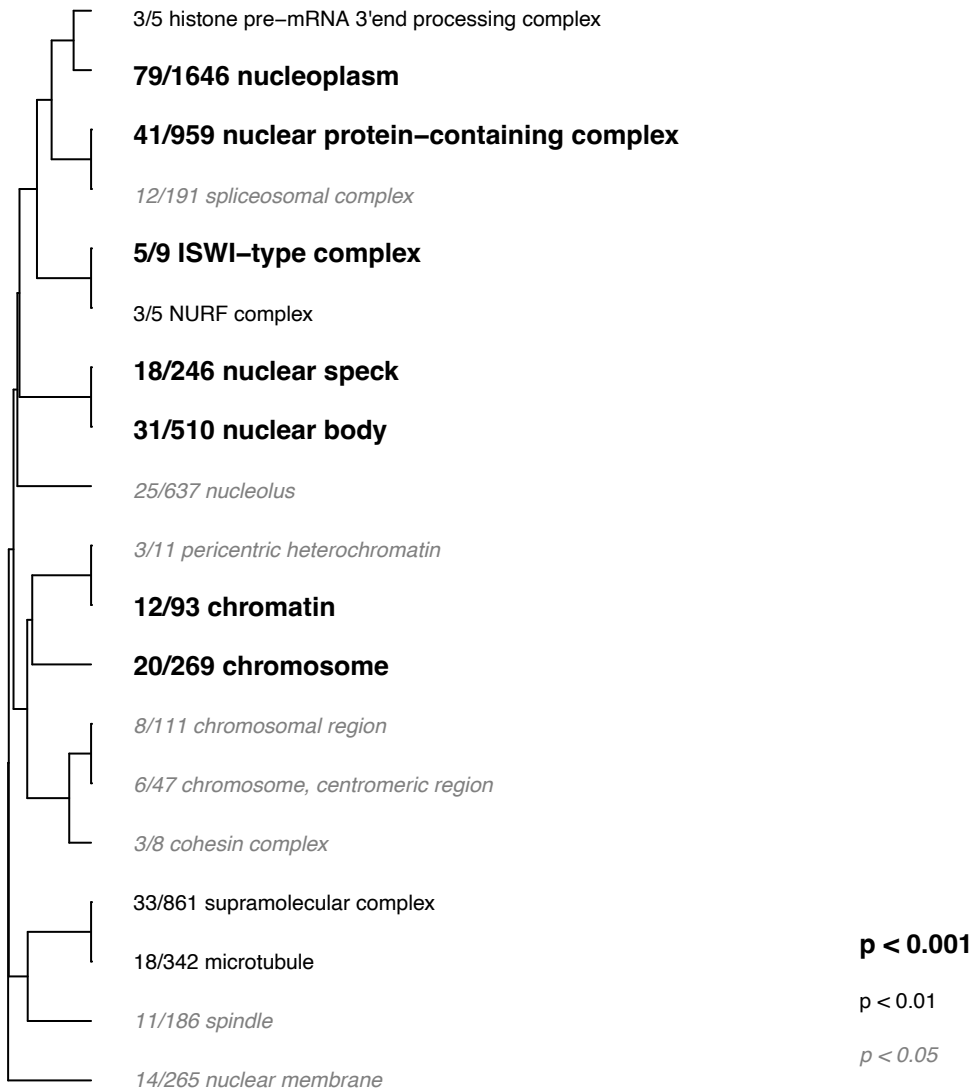 3/5 histone pre−mRNA 3'end processing complex
79/1646 nucleoplasm
41/959 nuclear protein−containing complex
12/191 spliceosomal complex
5/9 ISWI−type complex
3/5 NURF complex
18/246 nuclear speck
31/510 nuclear body
25/637 nucleolus
3/11 pericentric heterochromatin
12/93 chromatin
20/269 chromosome
8/111 chromosomal region
6/47 chromosome, centromeric region
3/8 cohesin complex
33/861 supramolecular complex
18/342 microtubule
11/186 spindle
14/265 nuclear membrane
p < 0.001
p < 0.01
p < 0.05